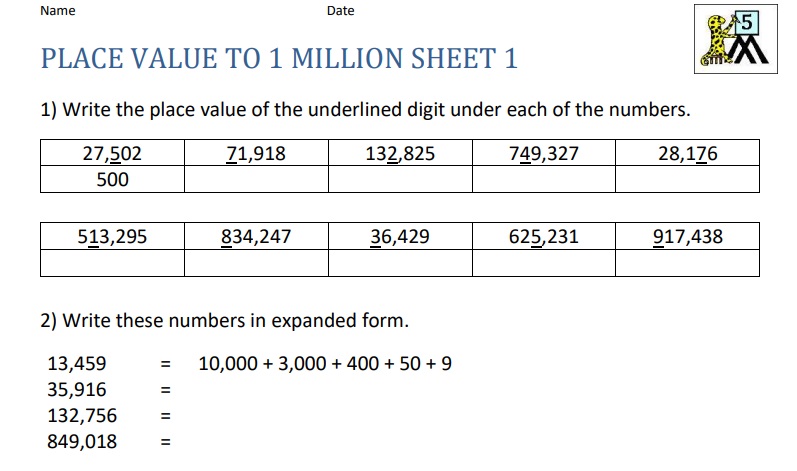 Name Date
5
PLACE VALUE TO 1 MILLION SHEET 1
1) Write the place value of the underlined digit under each of the numbers.
27,502 71,918 132,825 749,327 28,176
500
513,295 834,247 36,429 625,231 917,438
2) Write these numbers in expanded form.
13,459 = 10,000 + 3,000 + 400 + 50 + 9
35,916 =
132,756 =
849,018 =